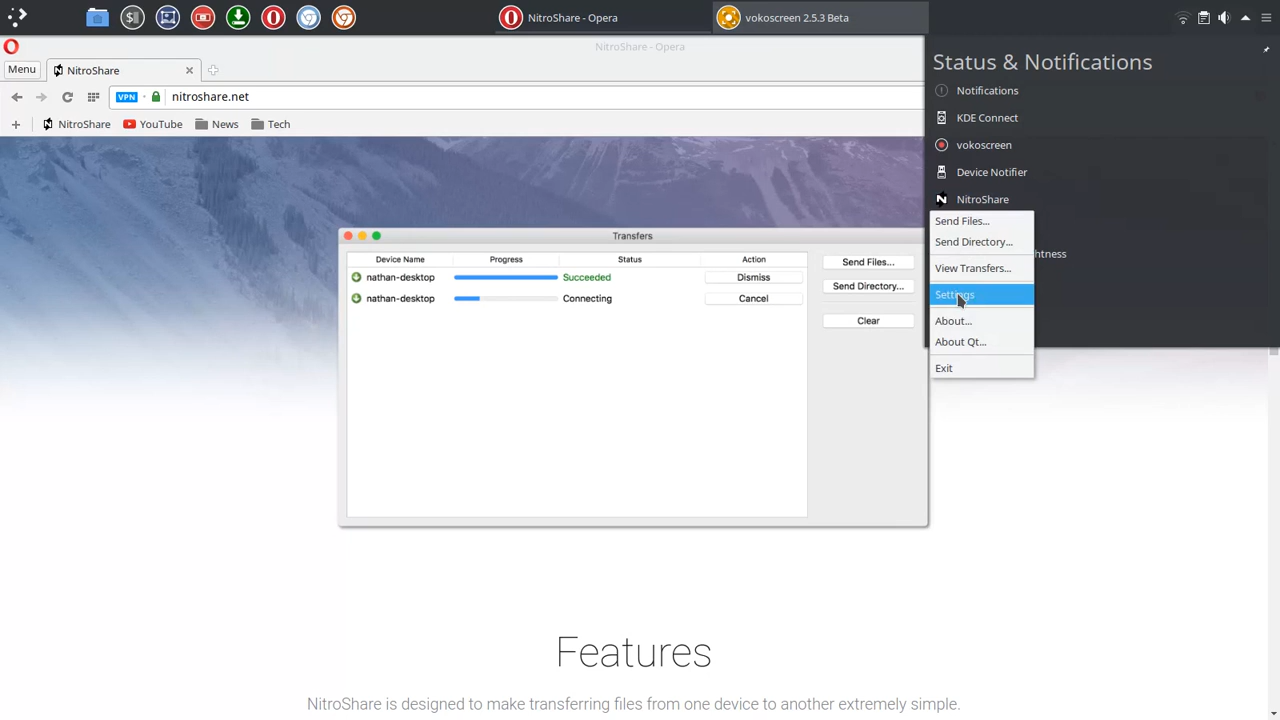 NitroShare - Opera
vokoscreen 2.5.3 Beta
NitroShare - Opera
Menu
NitroShare
VPN
nitroshare.net
NitroShare
YouTube
News
Tech
Status & Notifications
Notifications
KDE Connect
vokoscreen
Device Notifier
NitroShare
Send Files...
Send Directory...
View Transfers...
Settings
About...
About Qt...
Exit
Transfers
Device Name Progress Status Action
nathan-desktop Succeeded Dismiss
nathan-desktop Connecting Cancel
Send Files...
Send Directory...
Clear
Features
NitroShare is designed to make transferring files from one device to another extremely simple.